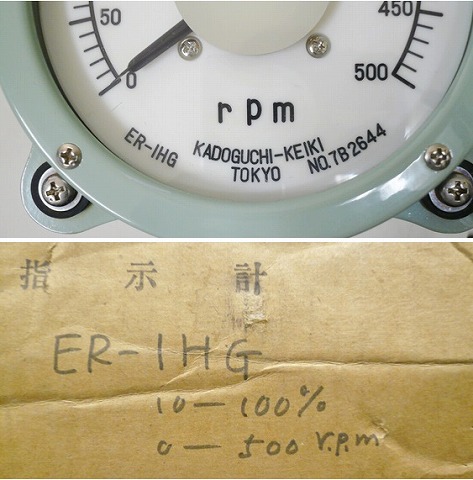 50
450
0
500
rpm
ER-IHG KADOGUCHI-KEIKI NO.7B2644
TOKYO
指示計
ER-IHG
10-100%
0-500 r.p.m